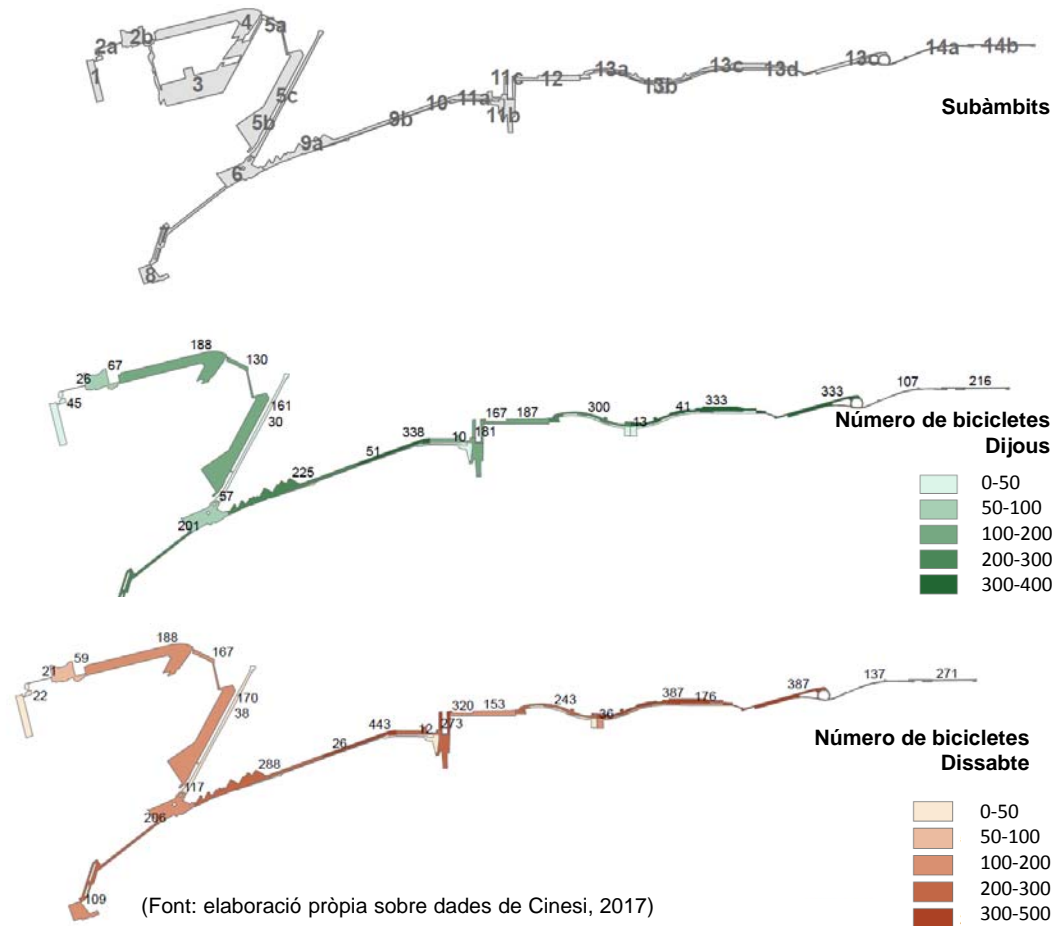 4
5a
2b
2a
1
3
5c
5b
6
8
9a
9b
10
11a
11b
11c
12
13a
13b
13c
13d
13c
14a
14b
Subàmbits
188
130
67
26
45
161
30
57
201
225
51
338
10
181
167
187
300
13
41
333
333
107
216
Número de bicicletes
Dijous
0-50
50-100
100-200
200-300
300-400
188
167
59
21
22
170
38
117
206
109
288
26
443
12
273
320
153
243
36
387
176
387
137
271
Número de bicicletes
Dissabte
0-50
50-100
100-200
200-300
300-500
(Font: elaboració pròpia sobre dades de Cinesi, 2017)